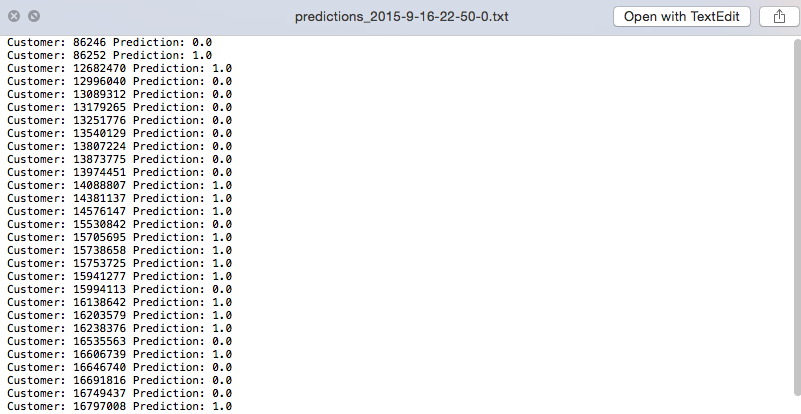 predictions_2015-9-16-22-50-0.txt
Open with TextEdit
Customer: 86246 Prediction: 0.0
Customer: 86252 Prediction: 1.0
Customer: 12682470 Prediction: 1.0
Customer: 12996040 Prediction: 0.0
Customer: 13089312 Prediction: 0.0
Customer: 13179265 Prediction: 0.0
Customer: 13251776 Prediction: 0.0
Customer: 13540129 Prediction: 0.0
Customer: 13807224 Prediction: 0.0
Customer: 13873775 Prediction: 0.0
Customer: 13974451 Prediction: 0.0
Customer: 14088807 Prediction: 1.0
Customer: 14381137 Prediction: 1.0
Customer: 14576147 Prediction: 1.0
Customer: 15530842 Prediction: 0.0
Customer: 15705695 Prediction: 1.0
Customer: 15738658 Prediction: 1.0
Customer: 15753725 Prediction: 1.0
Customer: 15941277 Prediction: 1.0
Customer: 15994113 Prediction: 0.0
Customer: 16138642 Prediction: 1.0
Customer: 16203579 Prediction: 1.0
Customer: 16238376 Prediction: 1.0
Customer: 16535563 Prediction: 0.0
Customer: 16606739 Prediction: 1.0
Customer: 16646740 Prediction: 0.0
Customer: 16691816 Prediction: 0.0
Customer: 16749437 Prediction: 0.0
Customer: 16797008 Prediction: 1.0